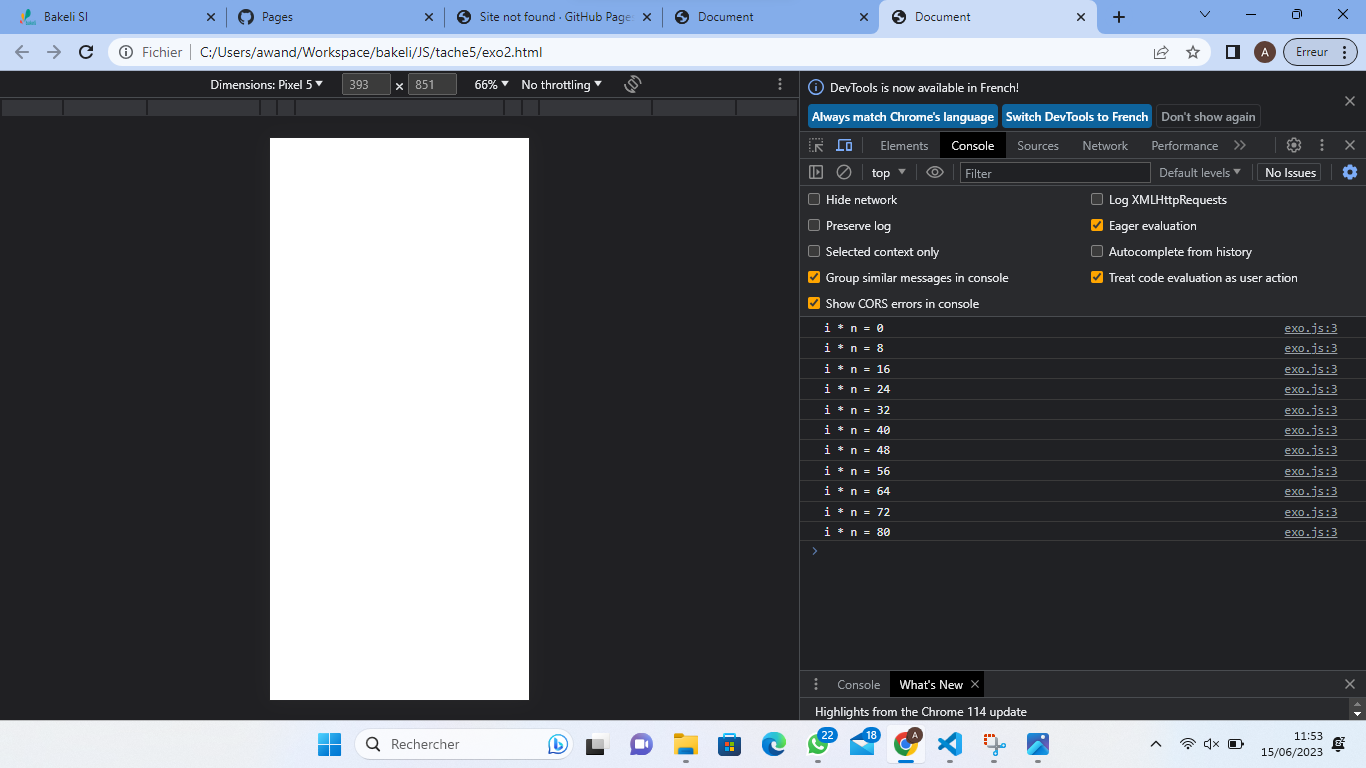 Bakeli SI
Pages
Site not found · GitHub Page
Document
Document
Fichier
C:/Users/awand/Workspace/bakeli/JS/tache5/exo2.html
A
Erreur
Dimensions: Pixel 5
393
×
851
66%
No throttling
DevTools is now available in French!
Always match Chrome's language
Switch DevTools to French
Don't show again
Elements
Console
Sources
Network
Performance
top
Filter
Default levels
No Issues
Hide network
Log XMLHttpRequests
Preserve log
Eager evaluation
Selected context only
Autocomplete from history
Group similar messages in console
Treat code evaluation as user action
Show CORS errors in console
i * n = 0 exo.js:3
i * n = 8 exo.js:3
i * n = 16 exo.js:3
i * n = 24 exo.js:3
i * n = 32 exo.js:3
i * n = 40 exo.js:3
i * n = 48 exo.js:3
i * n = 56 exo.js:3
i * n = 64 exo.js:3
i * n = 72 exo.js:3
i * n = 80 exo.js:3
Console
What's New
Highlights from the Chrome 114 update
Rechercher
22
18
A
11:53
15/06/2023